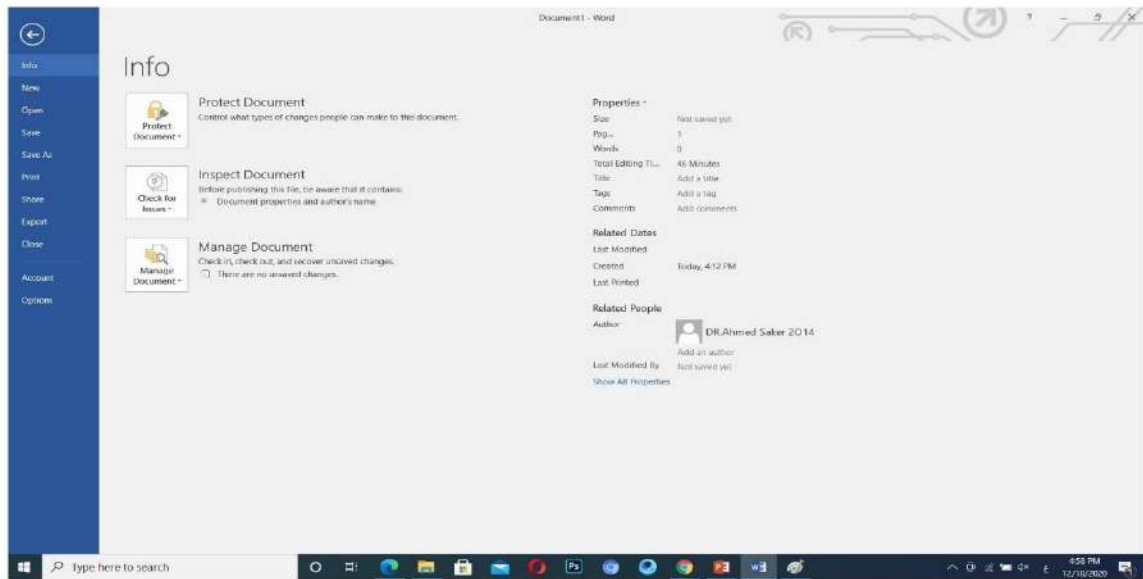 Document1 - Word
?
Info
New
Open
Save
Save As
Print
Share
Export
Close
Account
Options
Info
Protect Document
Control what types of changes people can make to this document.
Protect
Document
Inspect Document
Before publishing this file, be aware that it contains:
Document properties and author's name
Check for
Issues
Manage Document
Check in, check out, and recover unsaved changes.
There are no unsaved changes.
Manage
Document
Properties
Size Not saved yet
Pag... 1
Words 0
Total Editing Ti... 46 Minutes
Title Add a title
Tags Add a tag
Comments Add comments
Related Dates
Last Modified
Created Today, 4:12 PM
Last Printed
Related People
Author DR.Ahmed Saker 2O14
Add an author
Last Modified By Not saved yet
Show All Properties
Type here to search
Ps
ع
4:58 PM
12/10/2020